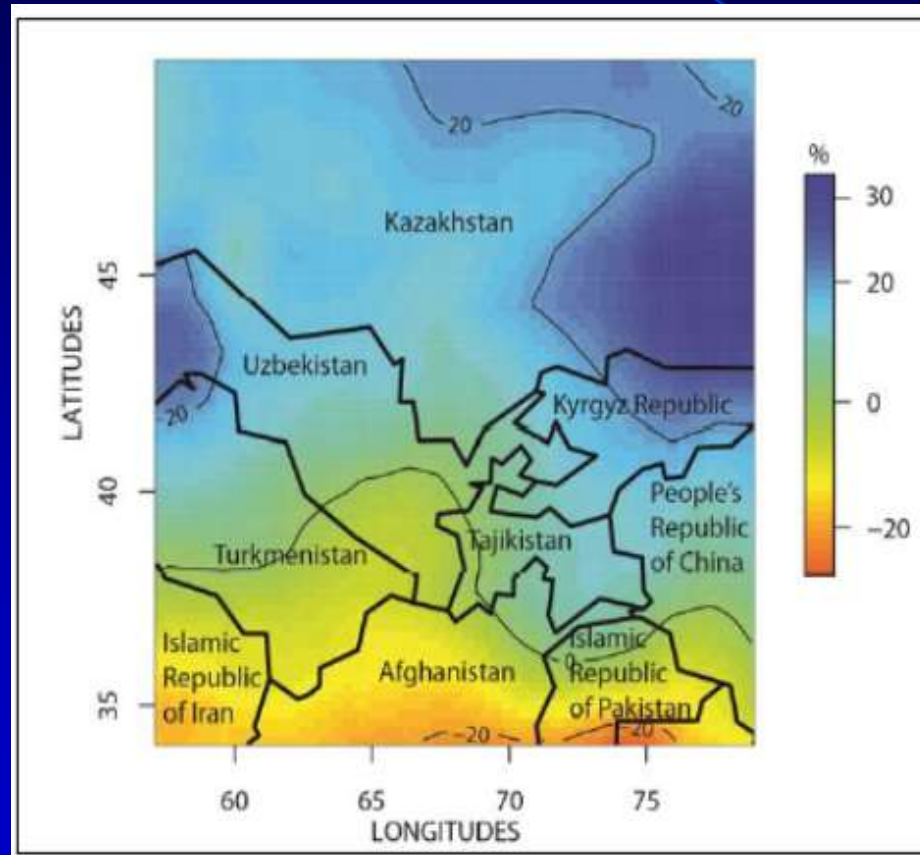 20
20
%
30
20
0
−20
Kazakhstan
45
40
35
LATITUDES
Uzbekistan
20
Kyrgyz Republic
People's
Republic
of China
Tajikistan
Turkmenistan
Islamic
Republic
of Iran
Afghanistan
0
Islamic
Republic
of Pakistan
−20
−20
60
65
70
75
LONGITUDES